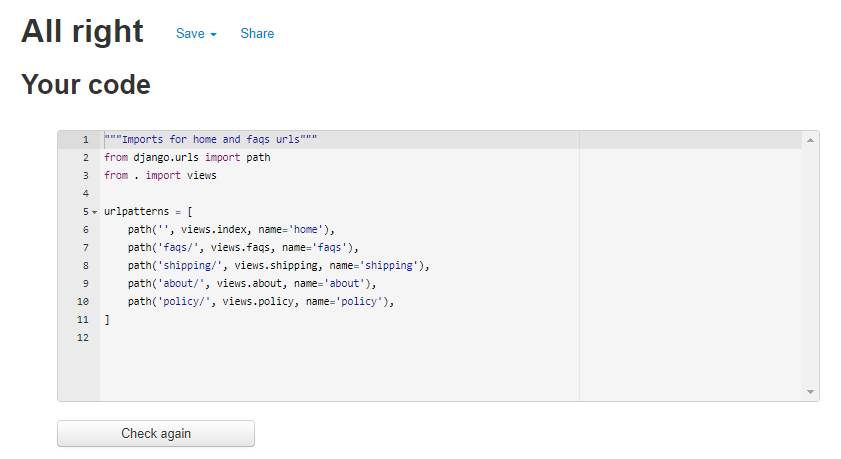 All right Save Share
Your code
1 """Imports for home and faqs urls"""
2 from django.urls import path
3 from . import views
4
5 urlpatterns = [
6     path('', views.index, name='home'),
7     path('faqs/', views.faqs, name='faqs'),
8     path('shipping/', views.shipping, name='shipping'),
9     path('about/', views.about, name='about'),
10     path('policy/', views.policy, name='policy'),
11 ]
12
Check again